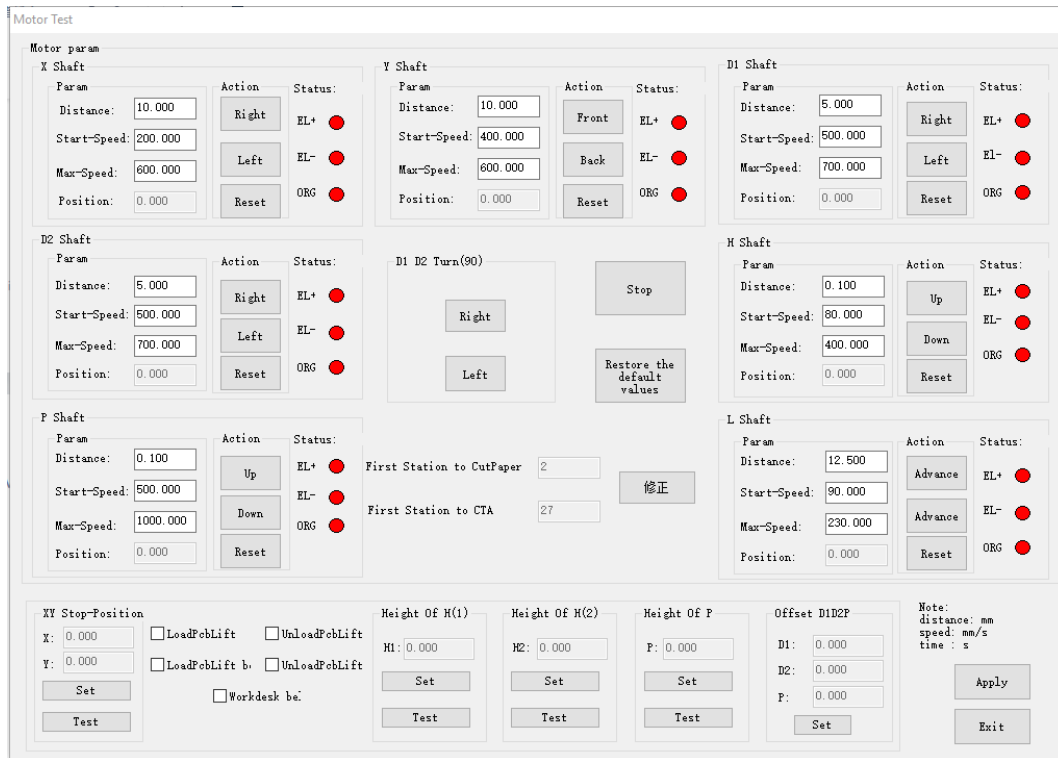 Motor Test
Motor param
X Shaft
Param
Distance: 10.000
Start-Speed: 200.000
Max-Speed: 600.000
Position: 0.000
Action
Right
Left
Reset
Status:
EL+
EL-
ORG
Y Shaft
Param
Distance: 10.000
Start-Speed: 400.000
Max-Speed: 600.000
Position: 0.000
Action
Front
Back
Reset
Status:
EL+
EL-
ORG
D1 Shaft
Param
Distance: 5.000
Start-Speed: 500.000
Max-Speed: 700.000
Position: 0.000
Action
Right
Left
Reset
Status:
EL+
El-
ORG
D2 Shaft
Param
Distance: 5.000
Start-Speed: 500.000
Max-Speed: 700.000
Position: 0.000
Action
Right
Left
Reset
Status:
EL+
EL-
ORG
D1 D2 Turn(90)
Right
Left
Stop
Restore the
default
values
H Shaft
Param
Distance: 0.100
Start-Speed: 80.000
Max-Speed: 400.000
Position: 0.000
Action
Up
Down
Reset
Status:
EL+
EL-
ORG
P Shaft
Param
Distance: 0.100
Start-Speed: 500.000
Max-Speed: 1000.000
Position: 0.000
Action
Up
Down
Reset
Status:
EL+
EL-
ORG
First Station to CutPaper 2
First Station to CTA 27
修正
L Shaft
Param
Distance: 12.500
Start-Speed: 90.000
Max-Speed: 230.000
Position: 0.000
Action
Advance
Advance
Reset
Status:
EL+
EL-
ORG
XY Stop-Position
X: 0.000
Y: 0.000
Set
Test
LoadPcbLift
UnloadPcbLift
LoadPcbLift
UnloadPcbLift
Workdesk
Height Of H(1)
H1: 0.000
Set
Test
Height Of H(2)
H2: 0.000
Set
Test
Height Of P
P: 0.000
Set
Test
Offset D1D2P
D1: 0.000
D2: 0.000
P: 0.000
Set
Note:
distance: mm
speed: mm/s
time : s
Apply
Exit